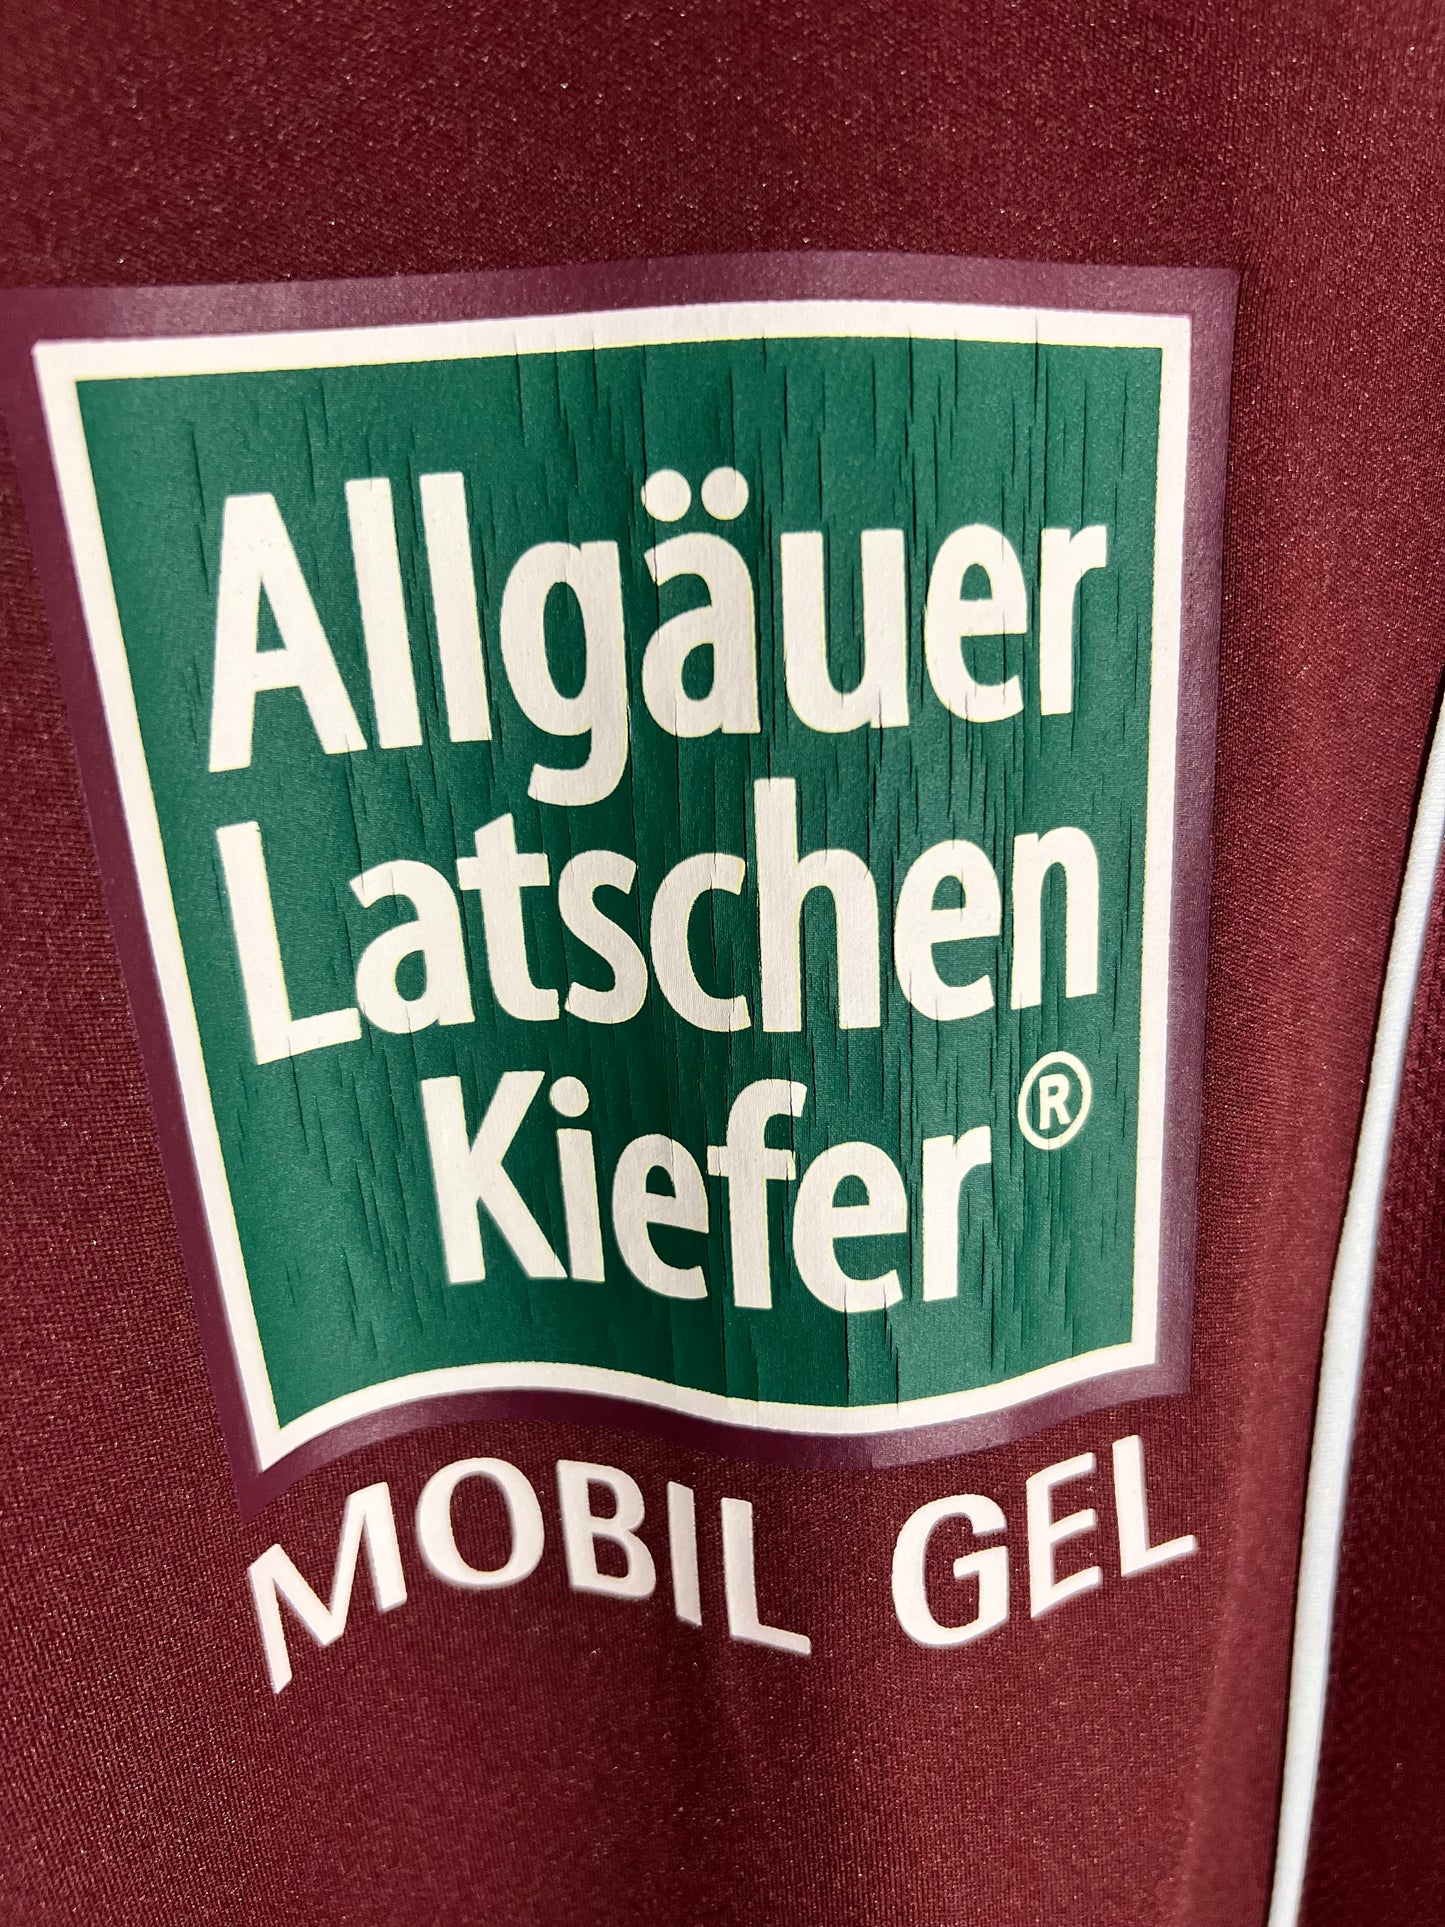 Allgäuer
Latschen
Kiefer®
MOBIL GEL